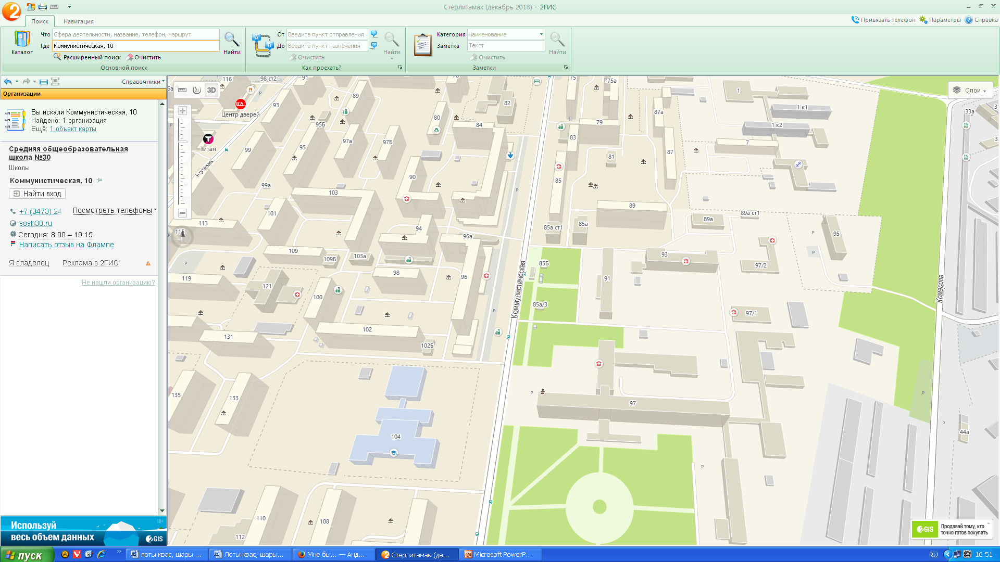 Стерлитамак (декабрь 2018) - 2ГИС
Поиск
Навигация
Привязать телефон
Параметры
Справка
Каталог
Что
Сфера деятельности, название, телефон, маршрут
Где
Коммунистическая, 10
Расширенный поиск
Очистить
Найти
Основной поиск
От
Введите пункт отправления
До
Введите пункт назначения
Очистить
Найти
Как проехать?
Категория
Наименование
Заметка
Текст
Очистить
Найти
Заметки
Справочники
Организации
Вы искали Коммунистическая, 10
Найдено: 1 организация
Ещё: 1 объект карты
Средняя общеобразовательная
школа №30
Школы
Коммунистическая, 10
Найти вход
+7 (3473) 24
Посмотреть телефоны
sosh30.ru
Сегодня: 8:00 – 19:15
Написать отзыв на Флампе
Я владелец
Реклама в 2ГИС
Не нашли организацию?
Используй
весь объем данных
18+
2GIS
3D
Слои
116
98 ст2
91
89
93
Центр дверей
95Б
80
84
82
75
75а
79
87а
1
1 к1
1 к2
33а
Титан
99
95
97а
97Б
83
81
87
7
Артёма
99а
103
90
85
101
89
89а
89а ст1
113
115
94
96а
85а ст1
85а
95
109
109Б
103а
98
96
85Б
91
93
97/2
119
121
100
Коммунистическая
85а/3
97/1
Комарова
131
102
102Б
135
133
97
104
44а
110
108
112
P
2GIS
Продавай тому, кто
точно готов покупать
пуск
лоты квас, шары ...
Лоты квас, шары...
Мне бы... — Анд...
Стерлитамак (де...
Microsoft PowerP...
RU
16:51